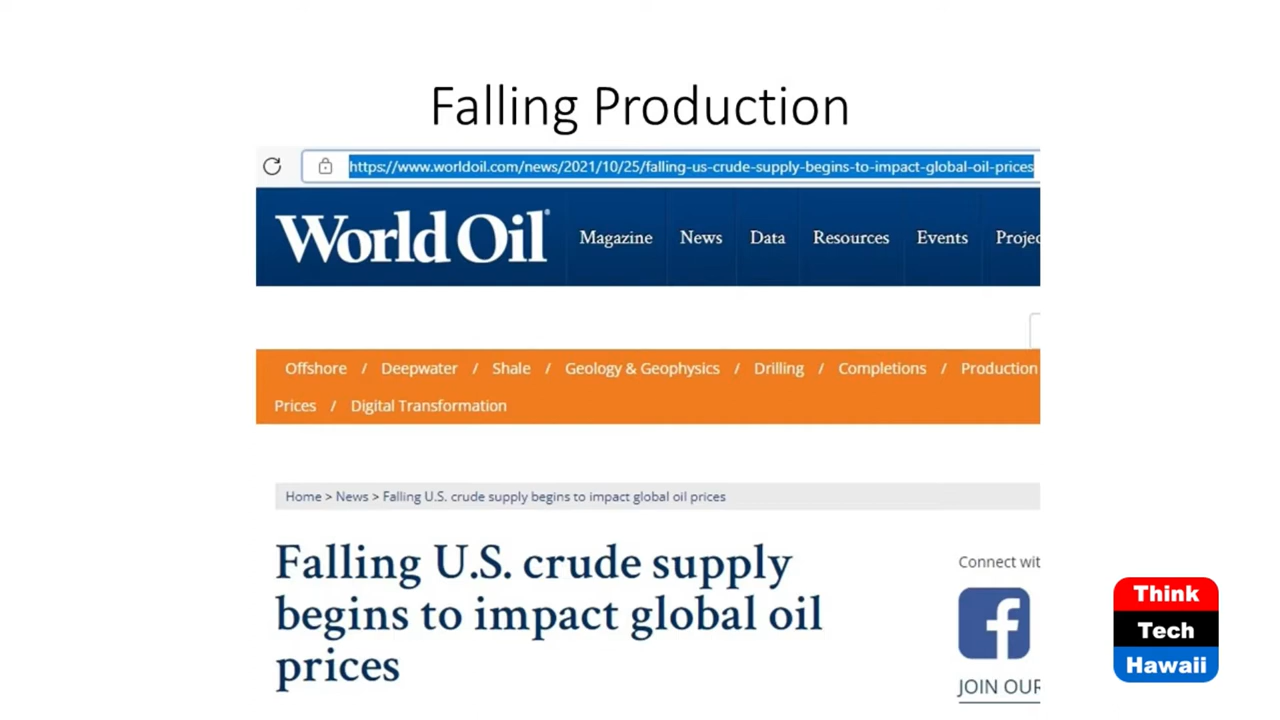 Falling Production
https://www.worldoil.com/news/2021/10/25/falling-us-crude-supply-begins-to-impact-global-oil-prices
World Oil®
Magazine News Data Resources Events
Offshore / Deepwater / Shale / Geology & Geophysics / Drilling / Completions / Production
Prices / Digital Transformation
Home > News > Falling U.S. crude supply begins to impact global oil prices
Falling U.S. crude supply
begins to impact global oil
prices
Connect
f
JOIN
Think
Tech
Hawaii